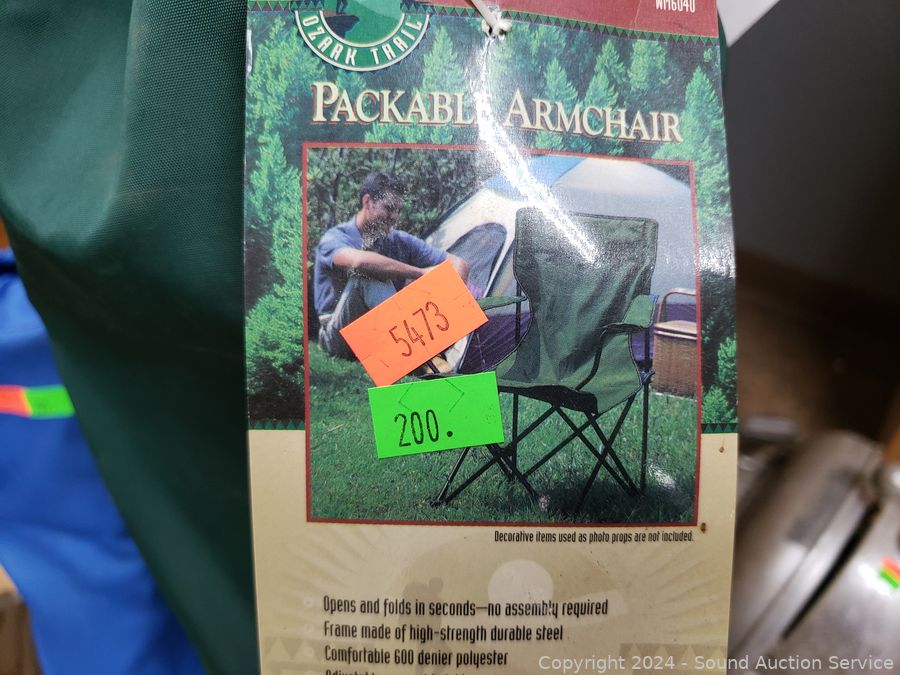 WM6040
OZARK TRAIL
PACKABLE ARMCHAIR
5473
200.
Decorative items used as photo props are not included.
Opens and folds in seconds—no assembly required
Frame made of high-strength durable steel
Comfortable 600 denier polyester
Copyright 2024 - Sound Auction Service